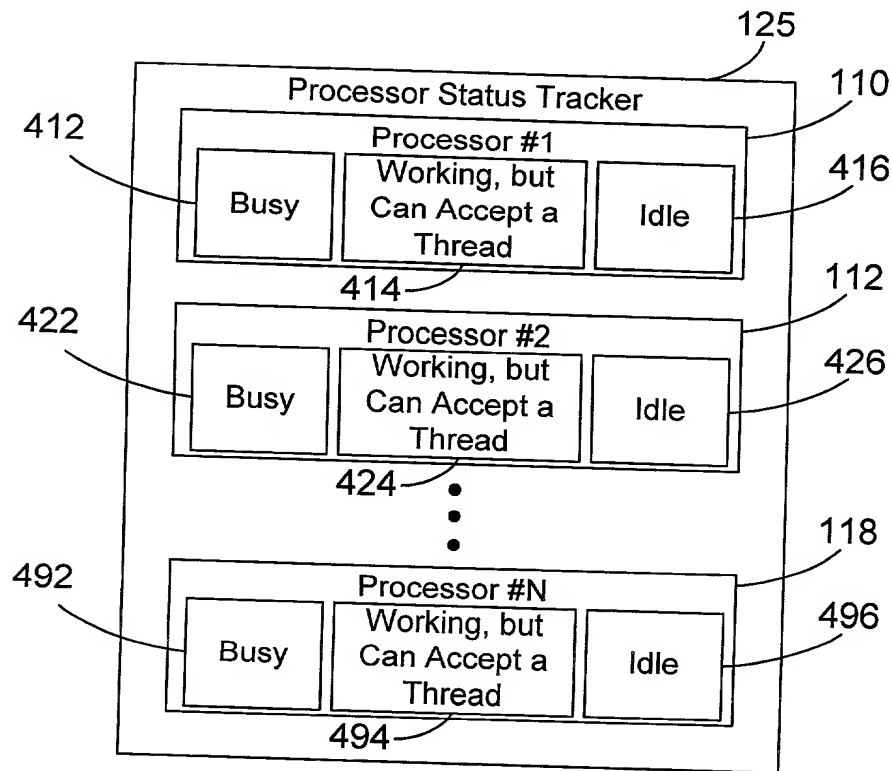 125
Processor Status Tracker
110
412
Processor #1
Busy
Working, but
Can Accept a
Thread
Idle
416
414
112
422
Processor #2
Busy
Working, but
Can Accept a
Thread
Idle
426
424
118
492
Processor #N
Busy
Working, but
Can Accept a
Thread
Idle
496
494